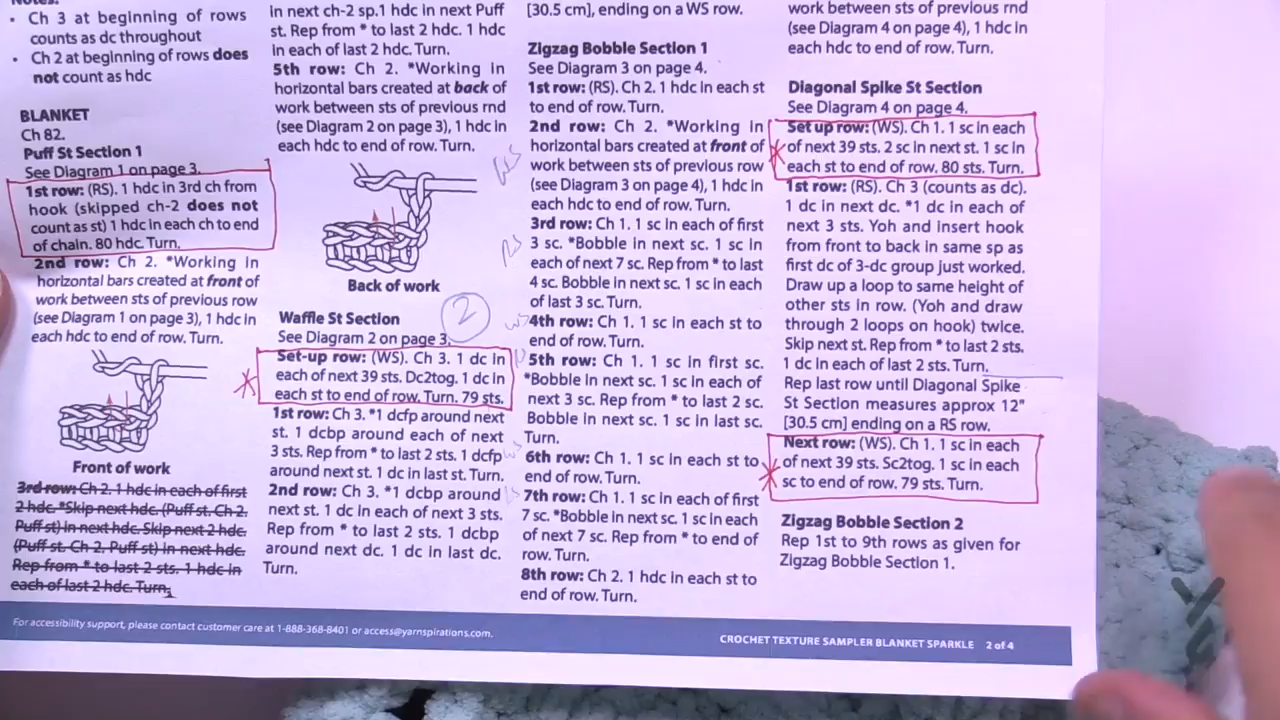 Notes:
• Ch 3 at beginning of rows
counts as dc throughout
• Ch 2 at beginning of rows does
not count as hdc
BLANKET
Ch 82.
Puff St Section 1
See Diagram 1 on page 3.
1st row: (RS). 1 hdc in 3rd ch from
hook (skipped ch-2 does not
count as st) 1 hdc in each ch to end
of chain. 80 hdc. Turn.
2nd row: Ch 2. *Working in
horizontal bars created at front of
work between sts of previous row
(see Diagram 1 on page 3), 1 hdc in
each hdc to end of row. Turn.
Front of work
3rd row: Ch 2. 1 hdc in each of first
2 hdc. *Skip next hdc. (Puff st. Ch 2.
Puff st) in next hdc. Skip next 2 hdc.
(Puff st. Ch 2. Puff st) in next hdc.
Rep from * to last 2 sts. 1 hdc in
each of last 2 hdc. Turn.
in next ch-2 sp.1 hdc in next Puff
st. Rep from * to last 2 hdc. 1 hdc
in each of last 2 hdc. Turn.
5th row: Ch 2. *Working in
horizontal bars created at back of
work between sts of previous rnd
(see Diagram 2 on page 3), 1 hdc in
each hdc to end of row. Turn.
Back of work
2
Waffle St Section
See Diagram 2 on page 3.
Set-up row: (WS). Ch 3. 1 dc in
* each of next 39 sts. Dc2tog. 1 dc in
each st to end of row. Turn. 79 sts.
1st row: Ch 3. *1 dcfp around next
st. 1 dcbp around each of next
3 sts. Rep from * to last 2 sts. 1 dcfp
around next st. 1 dc in last st. Turn.
2nd row: Ch 3. *1 dcbp around
next st. 1 dc in each of next 3 sts.
Rep from * to last 2 sts. 1 dcbp
around next dc. 1 dc in last dc.
Turn.
[30.5 cm], ending on a WS row.
Zigzag Bobble Section 1
See Diagram 3 on page 4.
1st row: (RS). Ch 2. 1 hdc in each st
to end of row. Turn.
2nd row: Ch 2. *Working in
horizontal bars created at front of
WS work between sts of previous row
(see Diagram 3 on page 4), 1 hdc in
each hdc to end of row. Turn.
3rd row: Ch 1. 1 sc in each of first
RS 3 sc. *Bobble in next sc. 1 sc in
each of next 7 sc. Rep from * to last
4 sc. Bobble in next sc. 1 sc in each
of last 3 sc. Turn.
WS 4th row: Ch 1. 1 sc in each st to
end of row. Turn.
5th row: Ch 1. 1 sc in first sc.
*Bobble in next sc. 1 sc in each of
next 3 sc. Rep from * to last 2 sc.
Bobble in next sc. 1 sc in last sc.
Turn.
6th row: Ch 1. 1 sc in each st to
end of row. Turn.
7th row: Ch 1. 1 sc in each of first
7 sc. *Bobble in next sc. 1 sc in each
of next 7 sc. Rep from * to end of
row. Turn.
8th row: Ch 2. 1 hdc in each st to
end of row. Turn.
work between sts of previous rnd
(see Diagram 4 on page 4), 1 hdc in
each hdc to end of row. Turn.
Diagonal Spike St Section
See Diagram 4 on page 4.
Set up row: (WS). Ch 1. 1 sc in each
* of next 39 sts. 2 sc in next st. 1 sc in
each st to end of row. 80 sts. Turn.
1st row: (RS). Ch 3 (counts as dc).
1 dc in next dc. *1 dc in each of
next 3 sts. Yoh and insert hook
from front to back in same sp as
first dc of 3-dc group just worked.
Draw up a loop to same height of
other sts in row. (Yoh and draw
through 2 loops on hook) twice.
Skip next st. Rep from * to last 2 sts.
1 dc in each of last 2 sts. Turn.
Rep last row until Diagonal Spike
St Section measures approx 12"
[30.5 cm] ending on a RS row.
Next row: (WS). Ch 1. 1 sc in each
* of next 39 sts. Sc2tog. 1 sc in each
sc to end of row. 79 sts. Turn.
Zigzag Bobble Section 2
Rep 1st to 9th rows as given for
Zigzag Bobble Section 1.
For accessibility support, please contact customer care at 1-888-368-8401 or access@yarnspirations.com.
CROCHET TEXTURE SAMPLER BLANKET SPARKLE 2 of 4